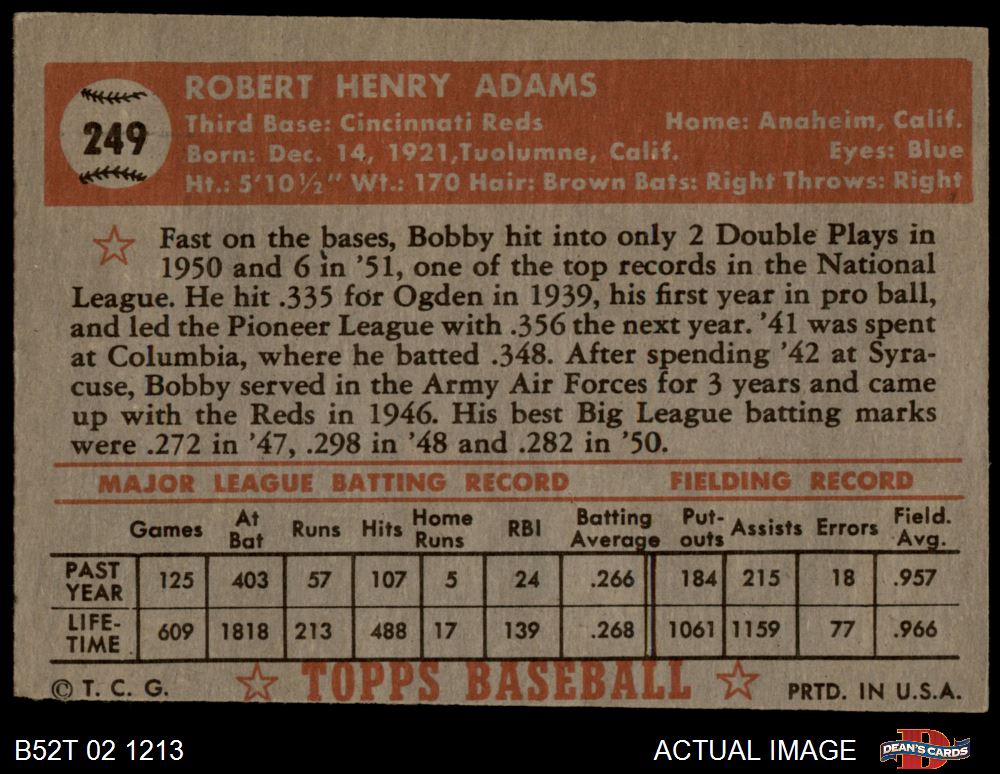 249
ROBERT HENRY ADAMS
Third Base: Cincinnati Reds Home: Anaheim, Calif.
Born: Dec. 14, 1921,Tuolumne, Calif. Eyes: Blue
Ht.: 5'10½" Wt.: 170 Hair: Brown Bats: Right Throws: Right
Fast on the bases, Bobby hit into only 2 Double Plays in
1950 and 6 in '51, one of the top records in the National
League. He hit .335 for Ogden in 1939, his first year in pro ball,
and led the Pioneer League with .356 the next year. '41 was spent
at Columbia, where he batted .348. After spending '42 at Syra-
cuse, Bobby served in the Army Air Forces for 3 years and came
up with the Reds in 1946. His best Big League batting marks
were .272 in '47, .298 in '48 and .282 in '50.
MAJOR LEAGUE BATTING RECORD FIELDING RECORD
Games At Bat Runs Hits Home Runs RBI Batting Average Put-outs Assists Errors Field. Avg.
PAST YEAR 125 403 57 107 5 24 .266 184 215 18 .957
LIFE-TIME 609 1818 213 488 17 139 .268 1061 1159 77 .966
© T. C. G. TOPPS BASEBALL PRTD. IN U.S.A.
B52T 02 1213 ACTUAL IMAGE DEAN'S CARDS